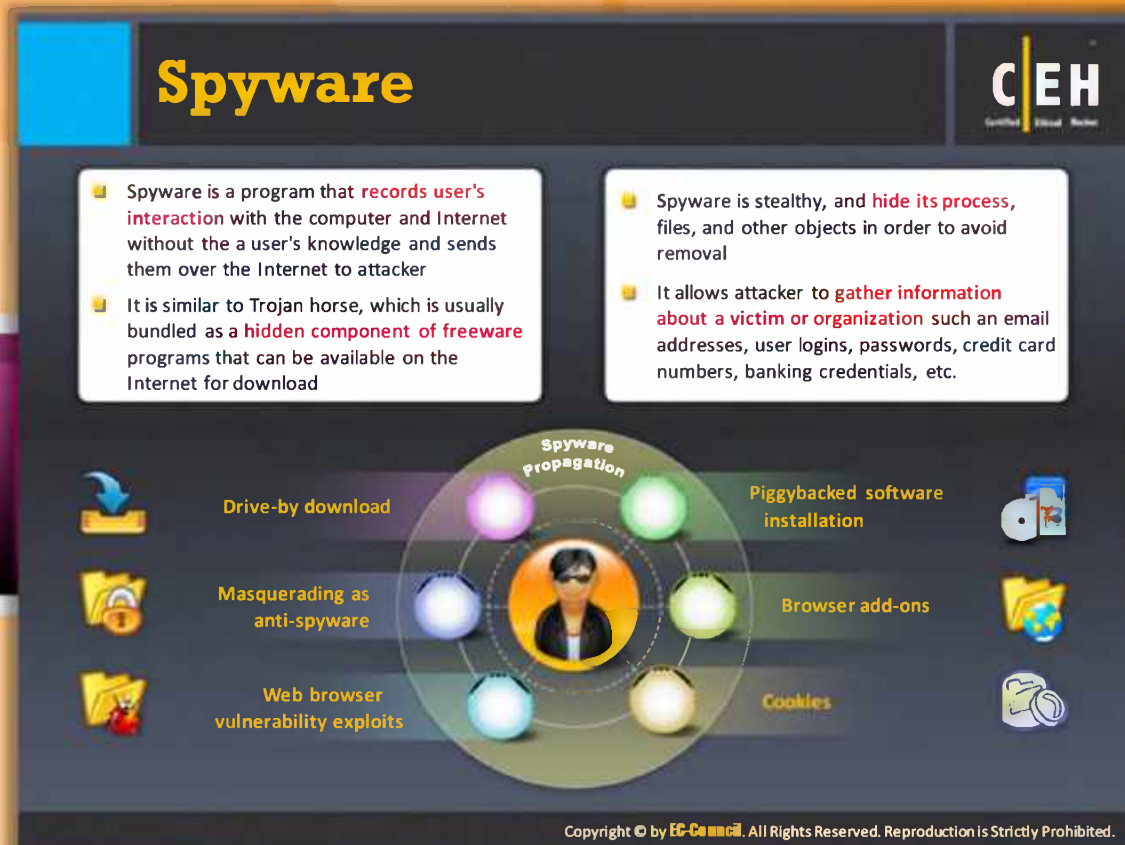 Spyware
C|EH
Certified Ethical Hacker
Spyware is a program that records user's
interaction with the computer and Internet
without the a user's knowledge and sends
them over the Internet to attacker
It is similar to Trojan horse, which is usually
bundled as a hidden component of freeware
programs that can be available on the
Internet for download
Spyware is stealthy, and hide its process,
files, and other objects in order to avoid
removal
It allows attacker to gather information
about a victim or organization such an email
addresses, user logins, passwords, credit card
numbers, banking credentials, etc.
Spyware
Propagation
Drive-by download
Masquerading as
anti-spyware
Web browser
vulnerability exploits
Piggybacked software
installation
Browser add-ons
Cookies
Copyright © by EC-Council. All Rights Reserved. Reproduction is Strictly Prohibited.